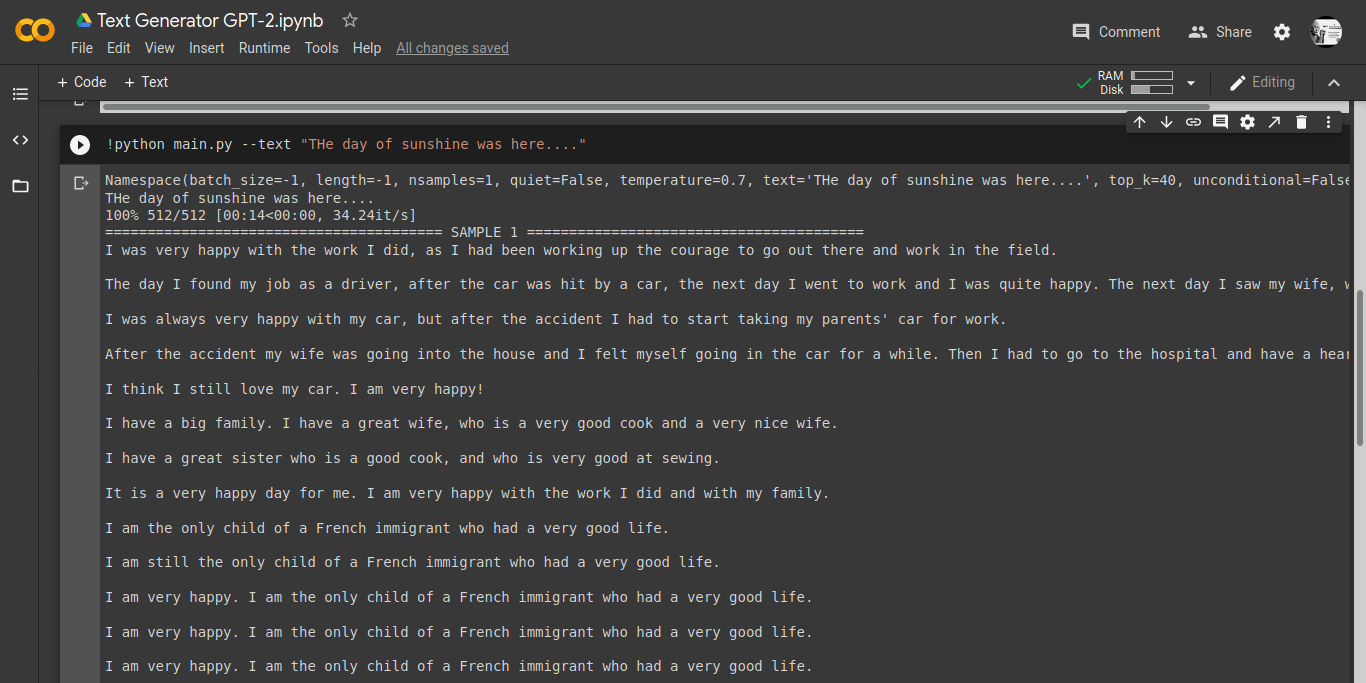 Text Generator GPT-2.ipynb
Comment Share
File Edit View Insert Runtime Tools Help All changes saved
+ Code + Text
RAM
Disk
Editing
!python main.py --text "THe day of sunshine was here...."
Namespace(batch_size=-1, length=-1, nsamples=1, quiet=False, temperature=0.7, text='THe day of sunshine was here....', top_k=40, unconditional=False
THe day of sunshine was here....
100% 512/512 [00:14<00:00, 34.24it/s]
======================================== SAMPLE 1 ========================================
I was very happy with the work I did, as I had been working up the courage to go out there and work in the field.
The day I found my job as a driver, after the car was hit by a car, the next day I went to work and I was quite happy. The next day I saw my wife,
I was always very happy with my car, but after the accident I had to start taking my parents' car for work.
After the accident my wife was going into the house and I felt myself going in the car for a while. Then I had to go to the hospital and have a hear
I think I still love my car. I am very happy!
I have a big family. I have a great wife, who is a very good cook and a very nice wife.
I have a great sister who is a good cook, and who is very good at sewing.
It is a very happy day for me. I am very happy with the work I did and with my family.
I am the only child of a French immigrant who had a very good life.
I am still the only child of a French immigrant who had a very good life.
I am very happy. I am the only child of a French immigrant who had a very good life.
I am very happy. I am the only child of a French immigrant who had a very good life.
I am very happy. I am the only child of a French immigrant who had a very good life.